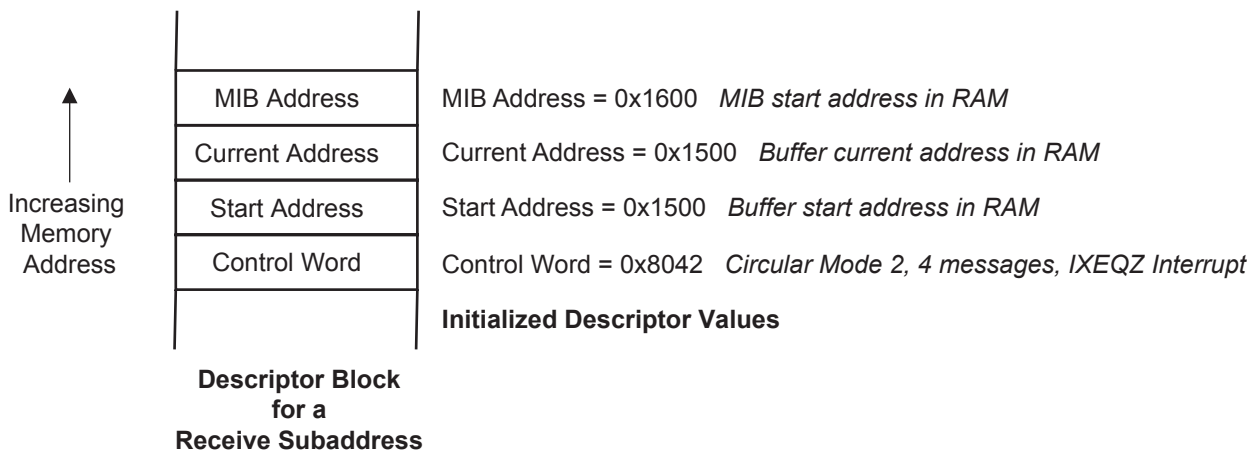 MIB Address
MIB Address = 0x1600 MIB start address in RAM
Current Address
Current Address = 0x1500 Buffer current address in RAM
Increasing
Memory
Address
Start Address
Start Address = 0x1500 Buffer start address in RAM
Control Word
Control Word = 0x8042 Circular Mode 2, 4 messages, IXEQZ Interrupt
Initialized Descriptor Values
Descriptor Block
for a
Receive Subaddress